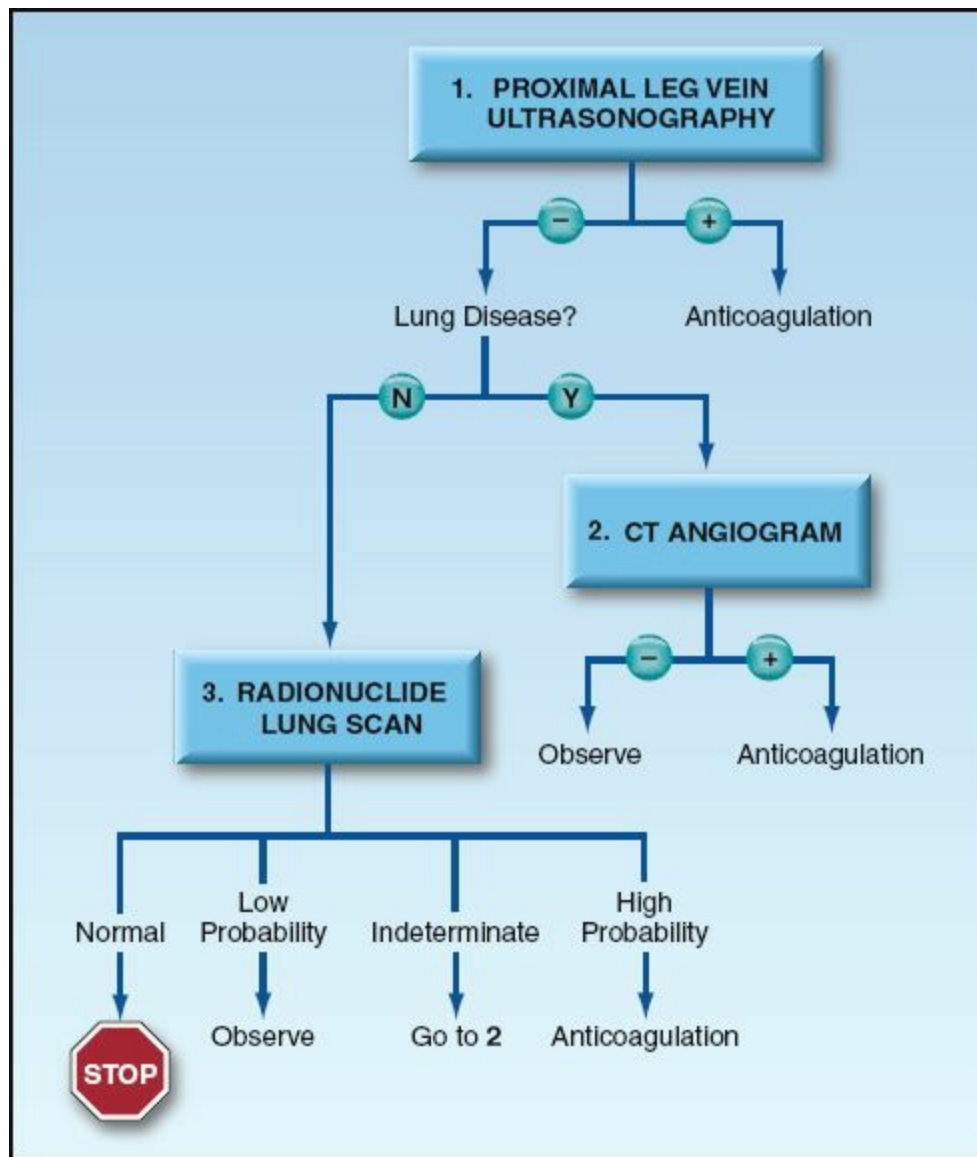 1. PROXIMAL LEG VEIN
ULTRASONOGRAPHY
−
+
Lung Disease?
Anticoagulation
N
Y
2. CT ANGIOGRAM
−
+
3. RADIONUCLIDE
LUNG SCAN
Observe
Anticoagulation
Normal
Low
Probability
Indeterminate
High
Probability
STOP
Observe
Go to 2
Anticoagulation